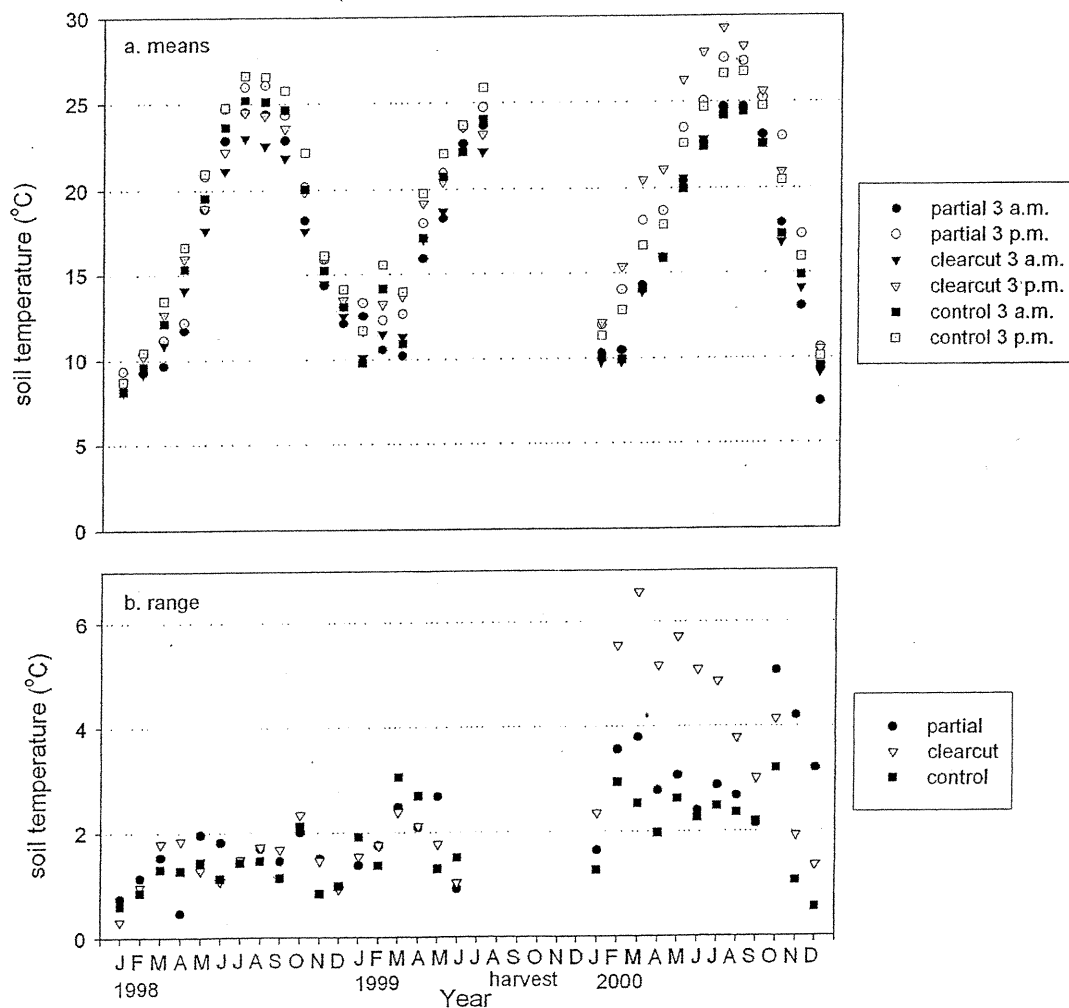 a. means
30
25
20
15
10
5
0
soil temperature (°C)
partial 3 a.m.
partial 3 p.m.
clearcut 3 a.m.
clearcut 3 p.m.
control 3 a.m.
control 3 p.m.
b. range
6
4
2
0
soil temperature (°C)
partial
clearcut
control
J F M A M J J A S O N D J F M A M J J A S O N D J F M A M J J A S O N D
1998 1999 harvest 2000
Year